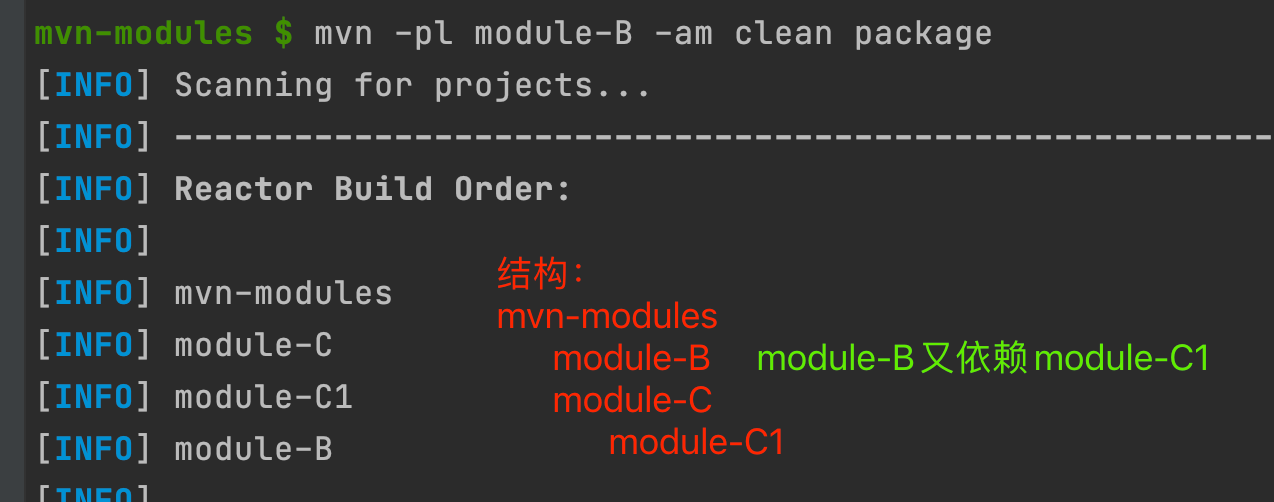 mvn-modules $ mvn -pl module-B -am clean package
[INFO] Scanning for projects...
[INFO] -------------------------------------------------------
[INFO] Reactor Build Order:
[INFO]
[INFO] mvn-modules
[INFO] module-C
[INFO] module-C1
[INFO] module-B
[INFO]
结构：
mvn-modules
module-B module-B又依赖module-C1
module-C
module-C1